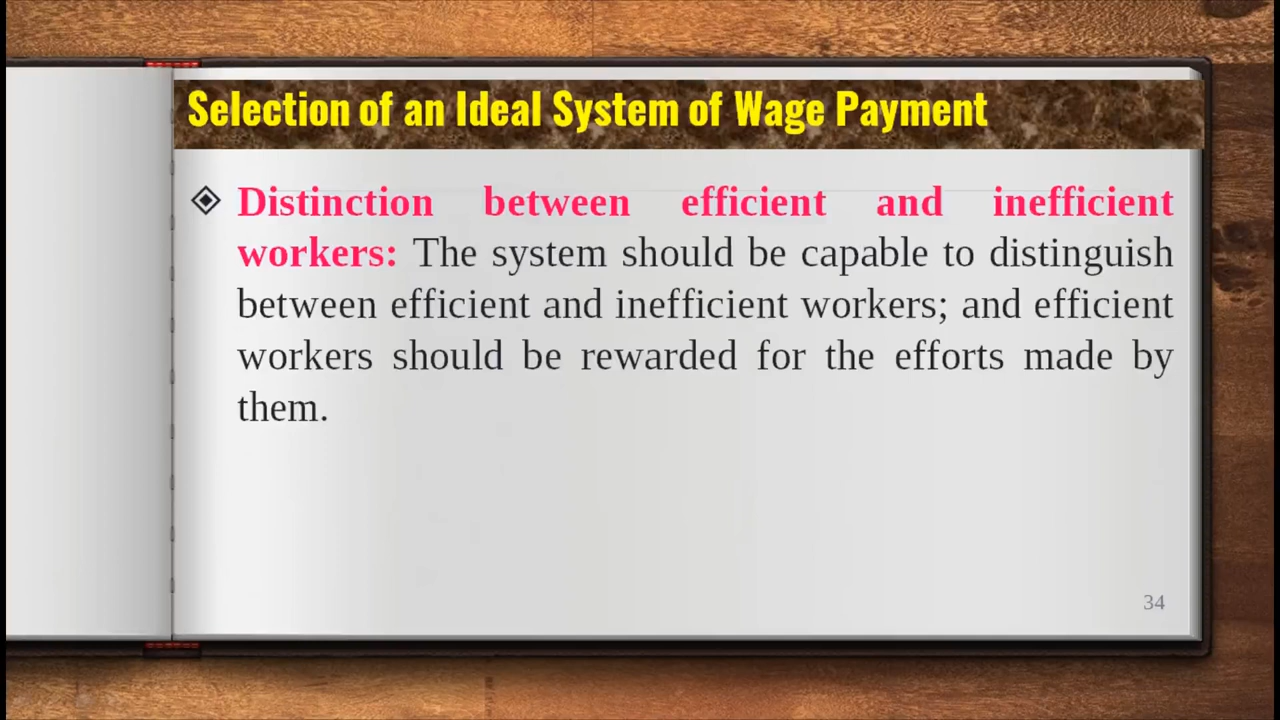 Selection of an Ideal System of Wage Payment
Distinction between efficient and inefficient
workers: The system should be capable to distinguish
between efficient and inefficient workers; and efficient
workers should be rewarded for the efforts made by
them.
34